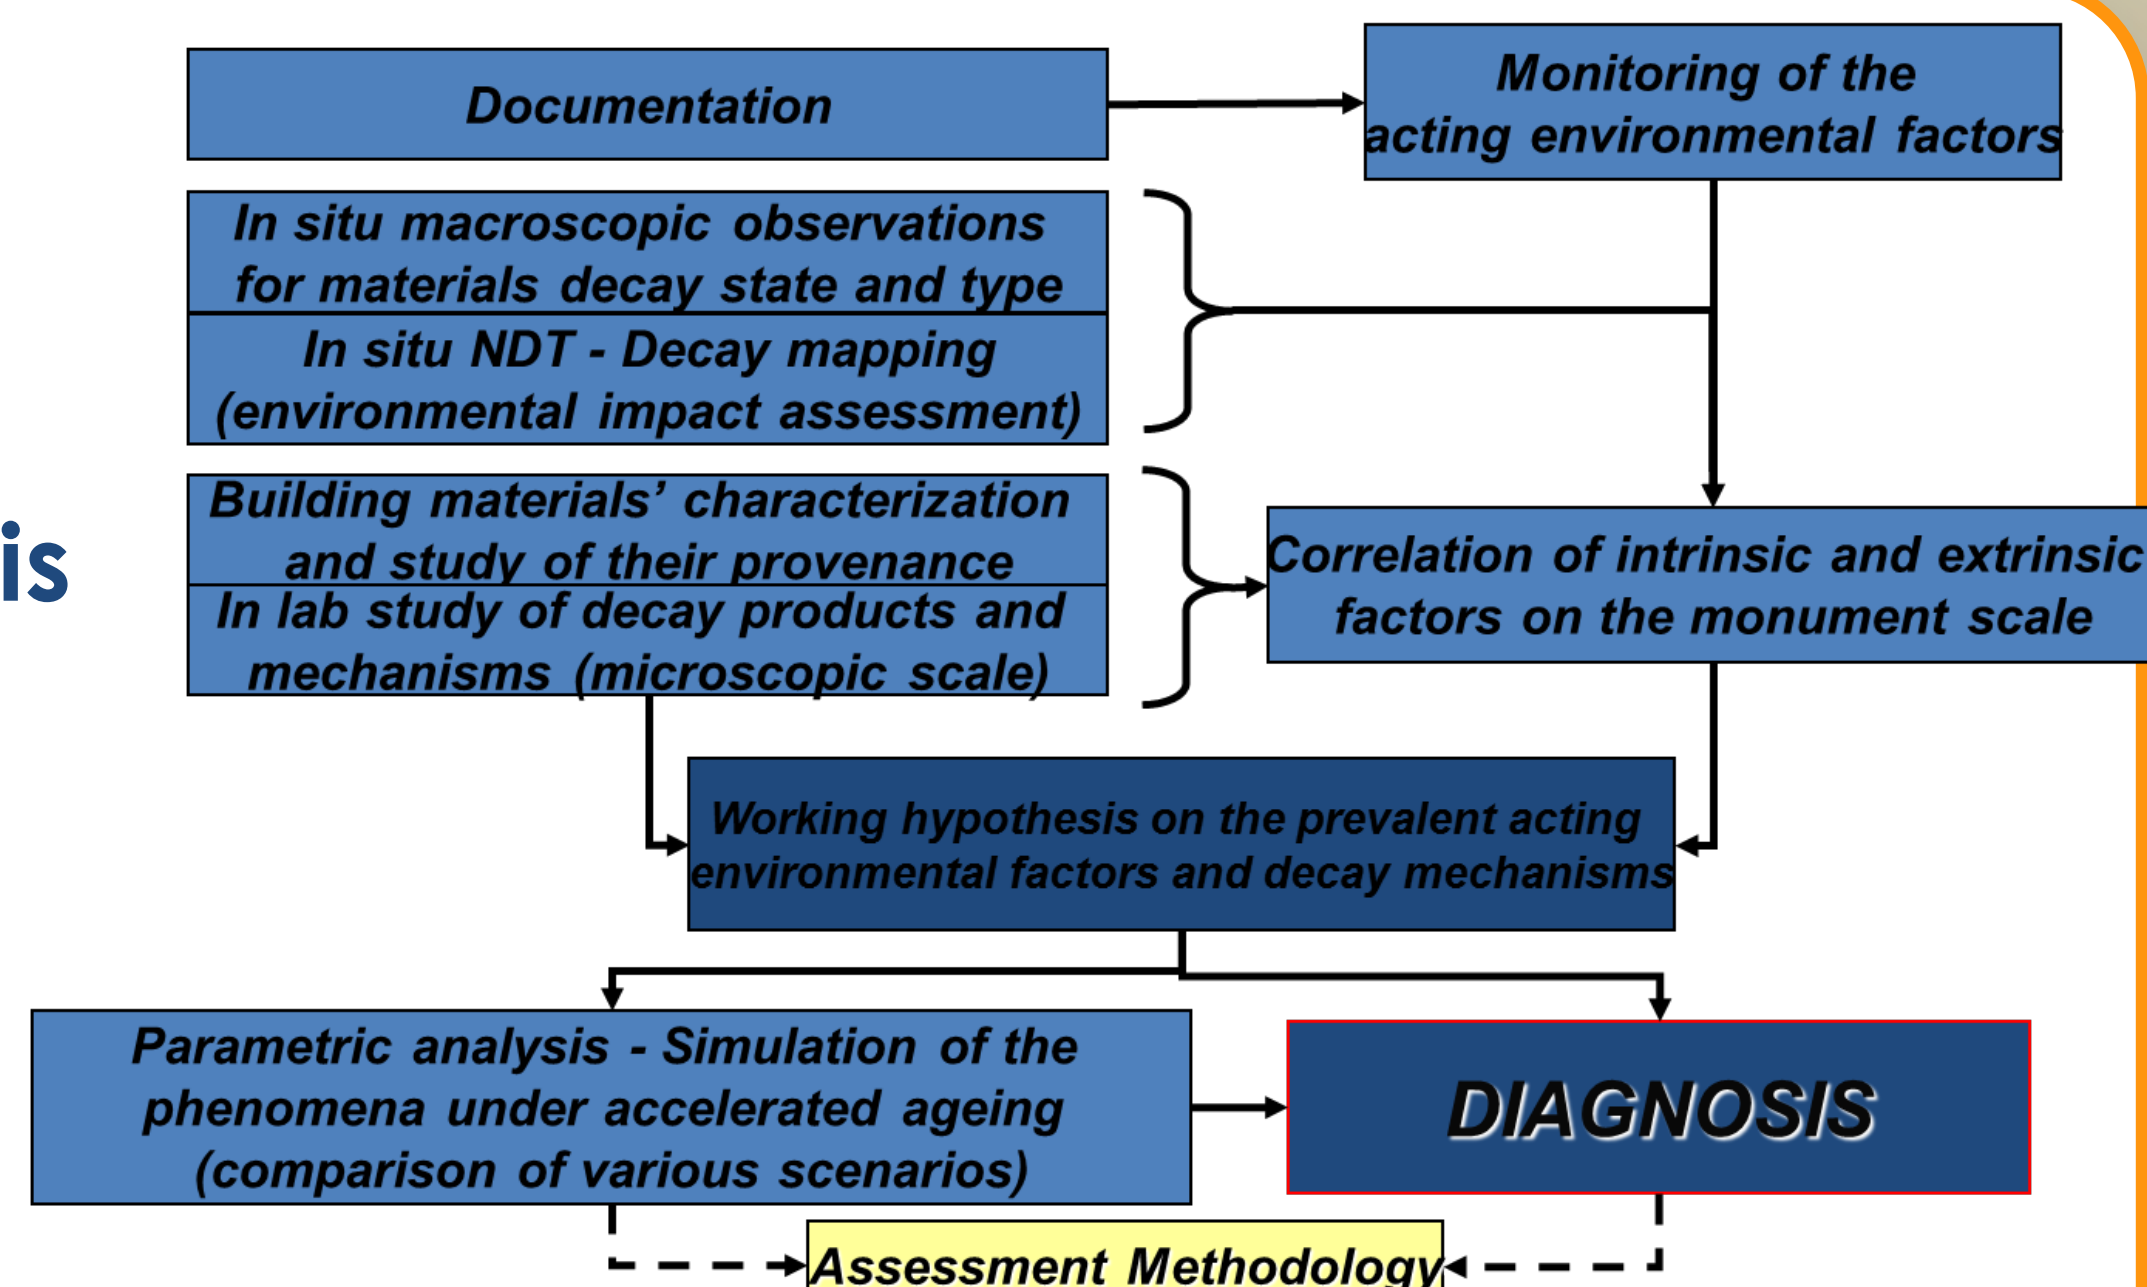 Documentation
Monitoring of the
acting environmental factors
In situ macroscopic observations
for materials decay state and type
In situ NDT - Decay mapping
(environmental impact assessment)
Building materials’ characterization
and study of their provenance
In lab study of decay products and
mechanisms (microscopic scale)
is
Correlation of intrinsic and extrinsic
factors on the monument scale
Working hypothesis on the prevalent acting
environmental factors and decay mechanisms
Parametric analysis - Simulation of the
phenomena under accelerated ageing
(comparison of various scenarios)
DIAGNOSIS
Assessment Methodology